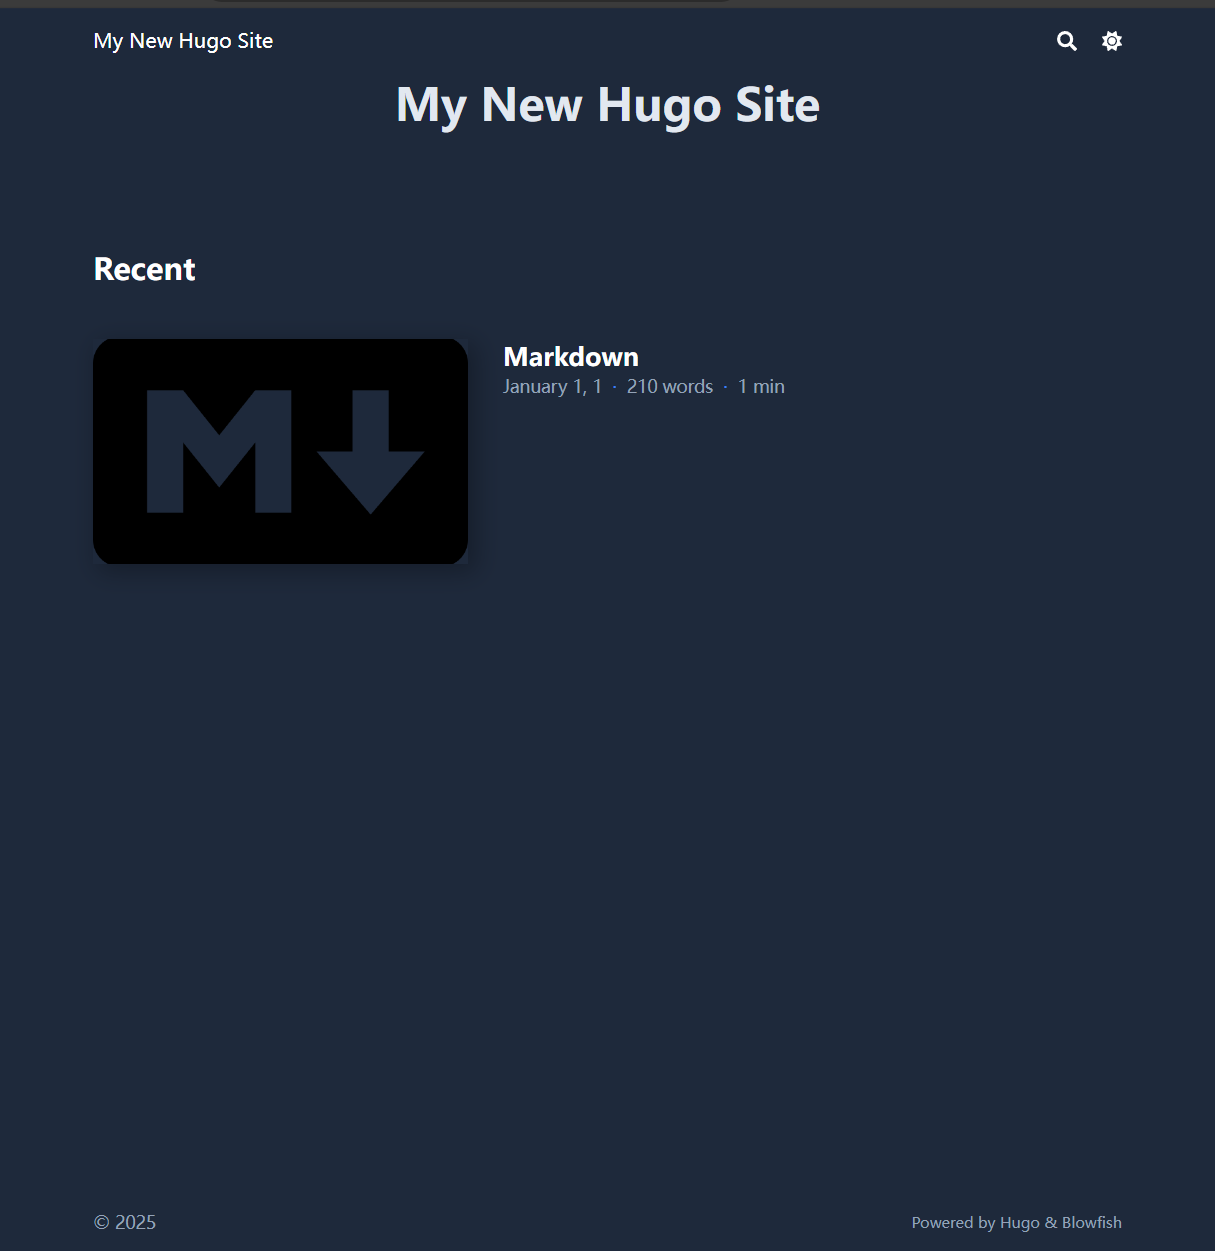 My New Hugo Site
My New Hugo Site
Recent
M
Markdown
January 1, 1 · 210 words · 1 min
© 2025
Powered by Hugo & Blowfish